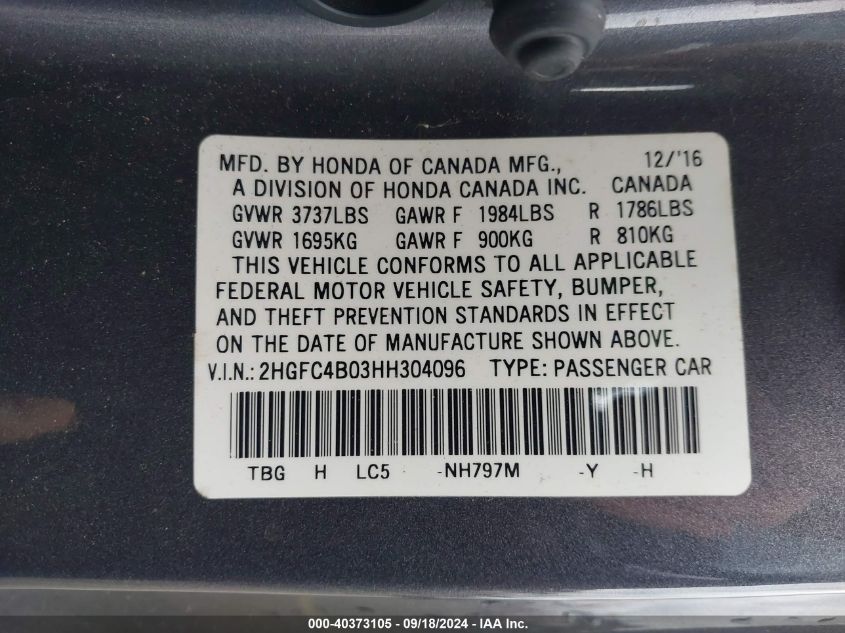 MFD. BY HONDA OF CANADA MFG., 12/'16
A DIVISION OF HONDA CANADA INC. CANADA
GVWR 3737LBS GAWR F 1984LBS R 1786LBS
GVWR 1695KG GAWR F 900KG R 810KG
THIS VEHICLE CONFORMS TO ALL APPLICABLE
FEDERAL MOTOR VEHICLE SAFETY, BUMPER,
AND THEFT PREVENTION STANDARDS IN EFFECT
ON THE DATE OF MANUFACTURE SHOWN ABOVE.
V.I.N.: 2HGFC4B03HH304096 TYPE: PASSENGER CAR
TBG H LC5 -NH797M -Y -H
000-40373105 - 09/18/2024 - IAA Inc.